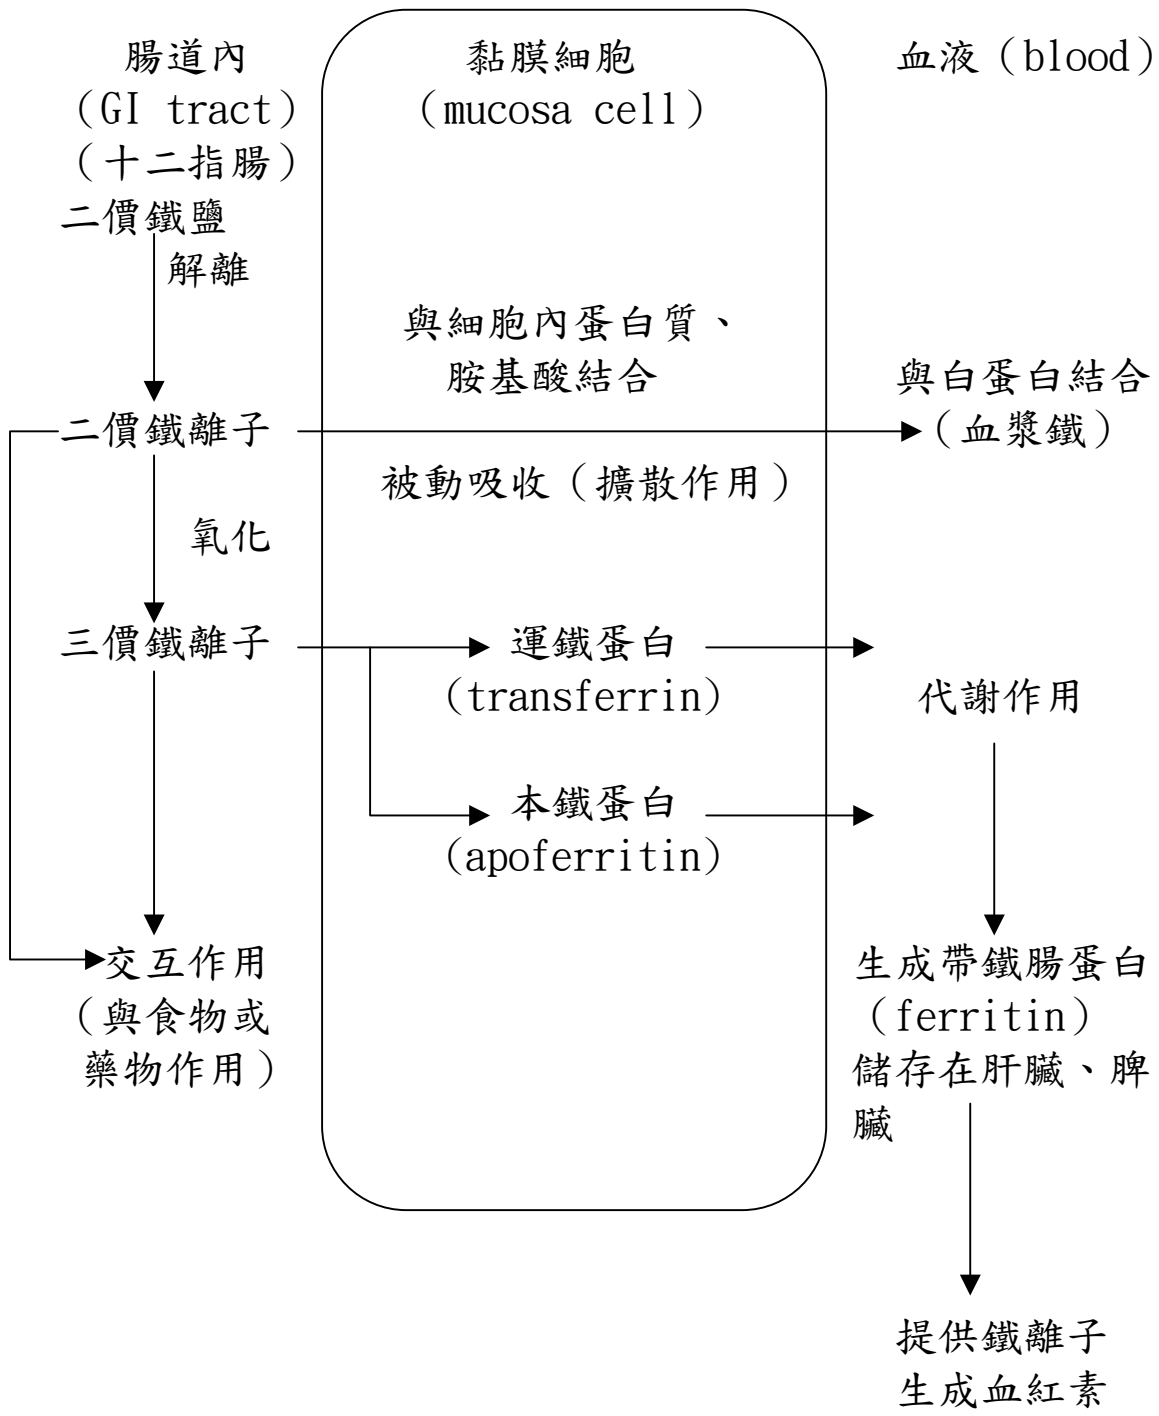 腸道內
（GI tract）
（十二指腸）
二價鐵鹽
解離
二價鐵離子
氧化
三價鐵離子
交互作用
（與食物或
藥物作用）
黏膜細胞
（mucosa cell）
與細胞內蛋白質、
胺基酸結合
被動吸收（擴散作用）
運鐵蛋白
(transferrin)
本鐵蛋白
(apoferritin)
血液（blood）
與白蛋白結合
（血漿鐵）
代謝作用
生成帶鐵腸蛋白
（ferritin）
儲存在肝臟、脾
臟
提供鐵離子
生成血紅素